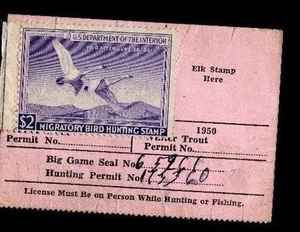 U.S. DEPARTMENT OF THE INTERIOR
VOID AFTER JUNE 30, 1951
$2 MIGRATORY BIRD HUNTING STAMP
Elk Stamp
Here
1950
Trout
Permit No. Permit No.
Big Game Seal No.
Hunting Permit No.
License Must Be on Person While Hunting or Fishing.